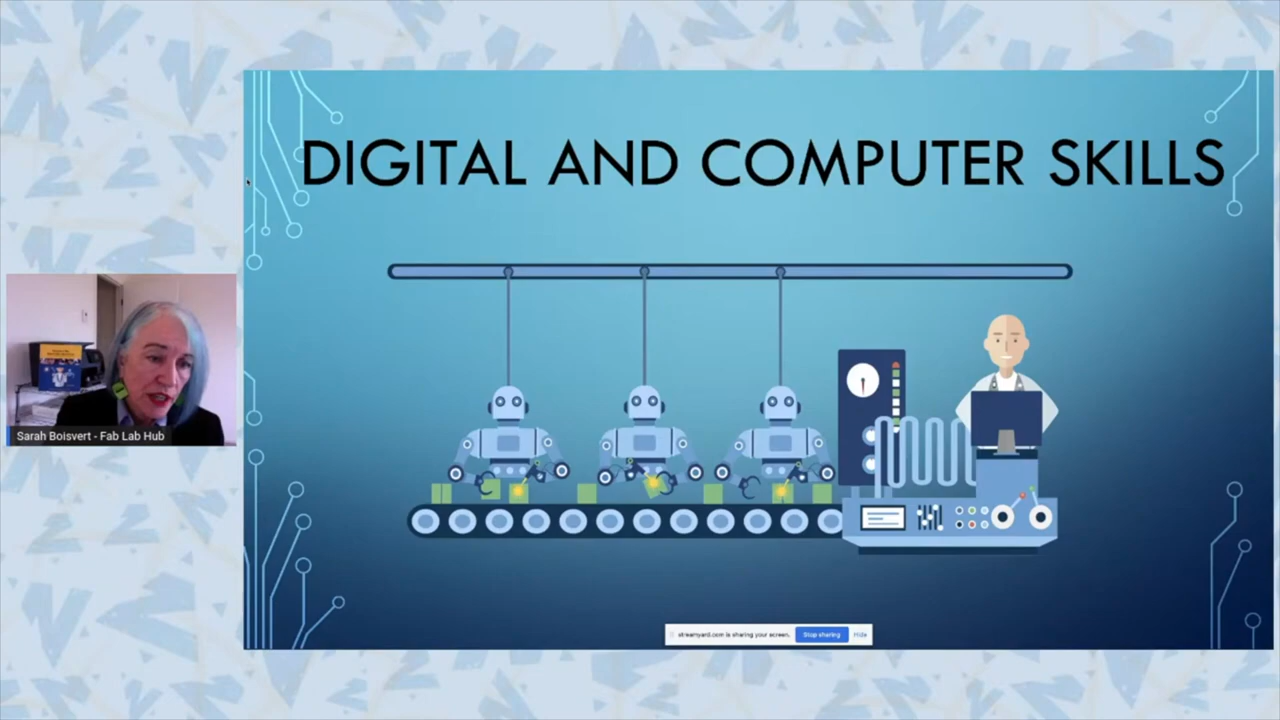 DIGITAL AND COMPUTER SKILLS
Sarah Boisvert - Fab Lab Hub
streamyard.com is sharing your screen. Stop sharing Hide